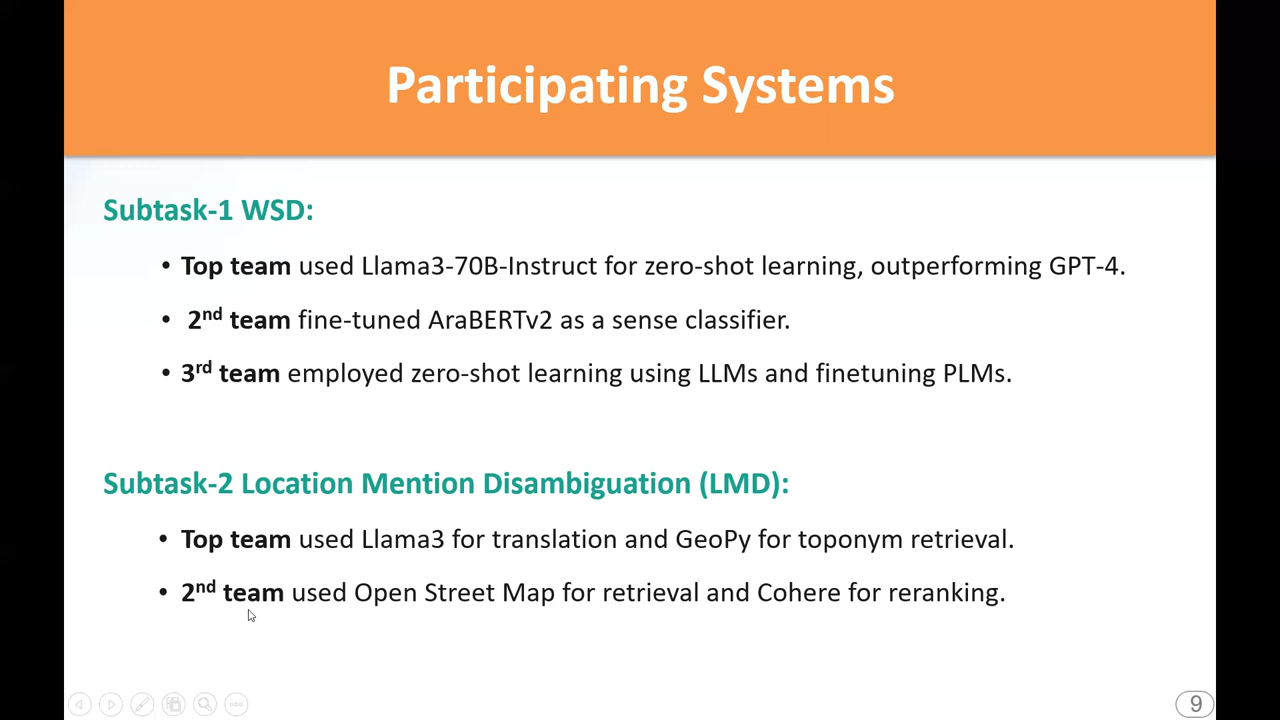 Participating Systems
Subtask-1 WSD:
• Top team used Llama3-70B-Instruct for zero-shot learning, outperforming GPT-4.
• 2nd team fine-tuned AraBERTv2 as a sense classifier.
• 3rd team employed zero-shot learning using LLMs and finetuning PLMs.
Subtask-2 Location Mention Disambiguation (LMD):
• Top team used Llama3 for translation and GeoPy for toponym retrieval.
• 2nd team used Open Street Map for retrieval and Cohere for reranking.
9